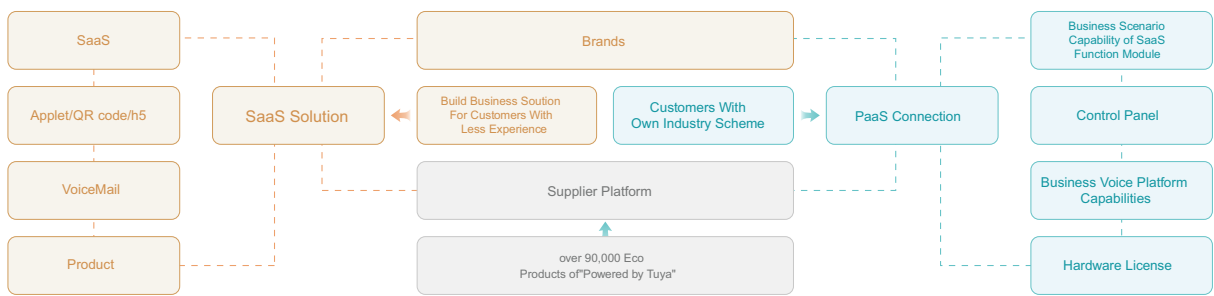 SaaS
Applet/QR code/h5
VoiceMail
Product
SaaS Solution
Brands
Build Business Soution
For Customers With
Less Experience
Customers With
Own Industry Scheme
Supplier Platform
over 90,000 Eco
Products of"Powered by Tuya"
PaaS Connection
Business Scenario
Capability of SaaS
Function Module
Control Panel
Business Voice Platform
Capabilities
Hardware License